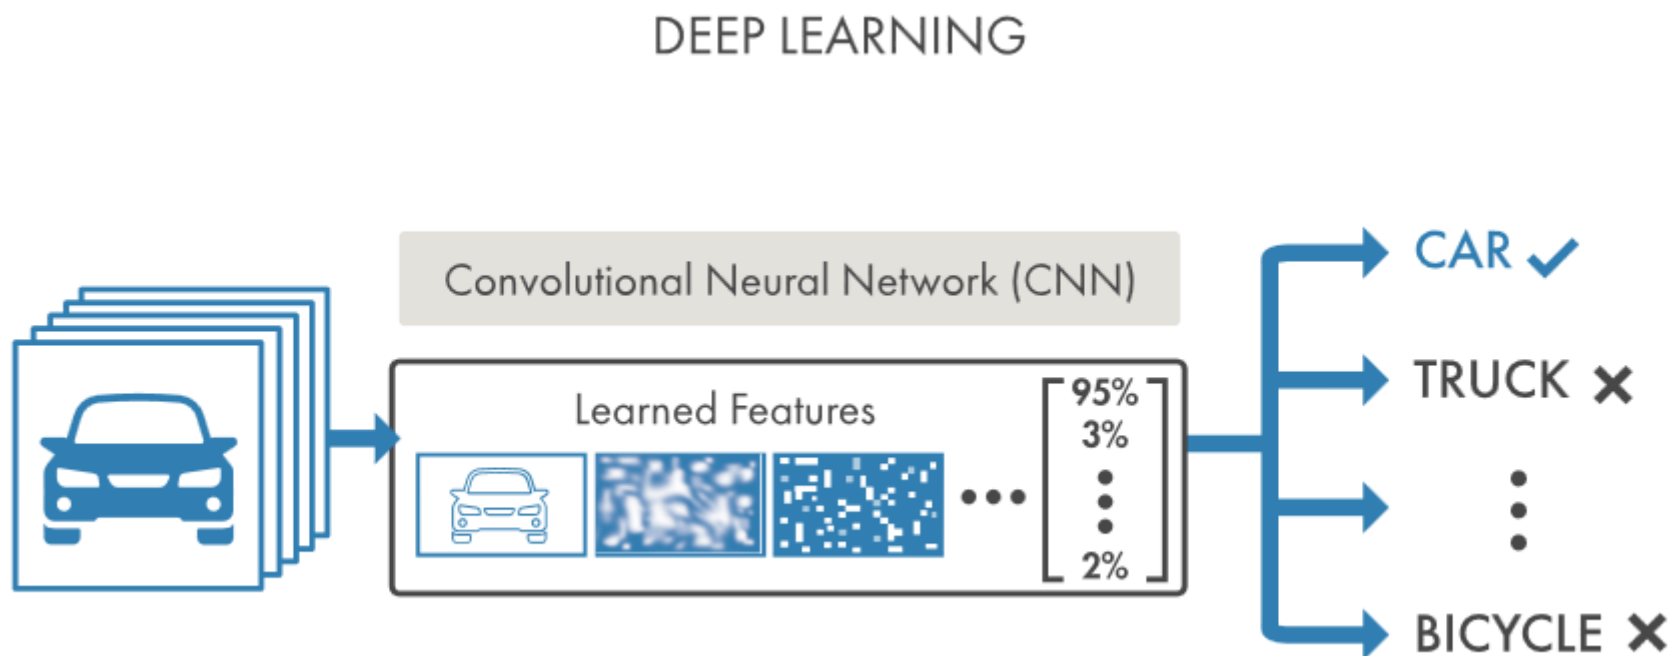 DEEP LEARNING
Convolutional Neural Network (CNN)
Learned Features
95%
3%
2%
CAR
TRUCK
BICYCLE